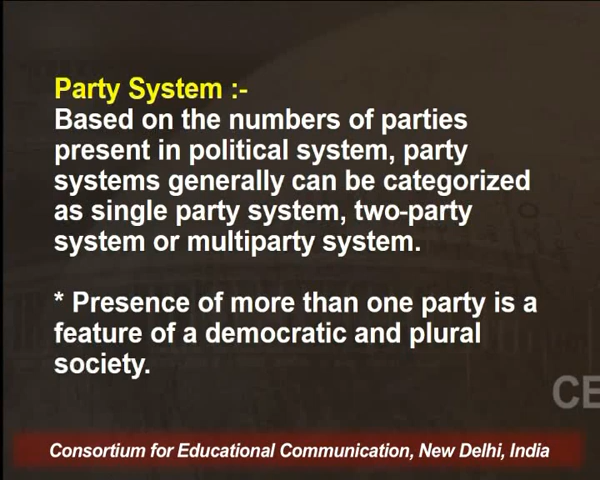 Party System :-
Based on the numbers of parties
present in political system, party
systems generally can be categorized
as single party system, two-party
system or multiparty system.
* Presence of more than one party is a
feature of a democratic and plural
society.
CE
Consortium for Educational Communication, New Delhi, India